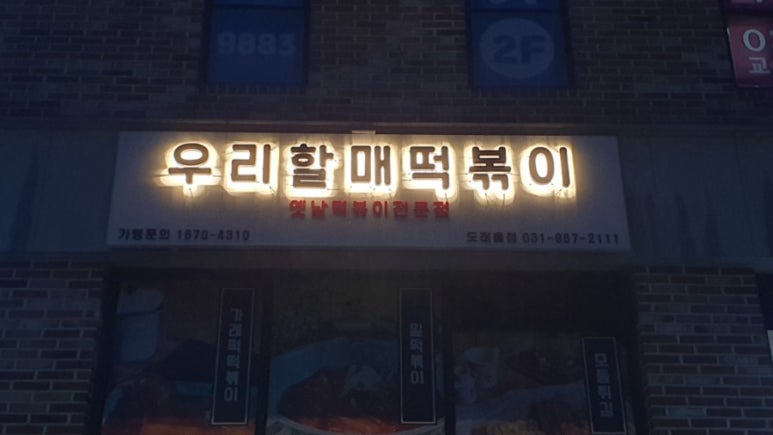 9883
2F
우리할매떡볶이
옛날떡볶이전문점
가맹문의 1670-4310
도래울점 031-967-2111
가래떡떡볶이
밀떡볶이
모듬튀김